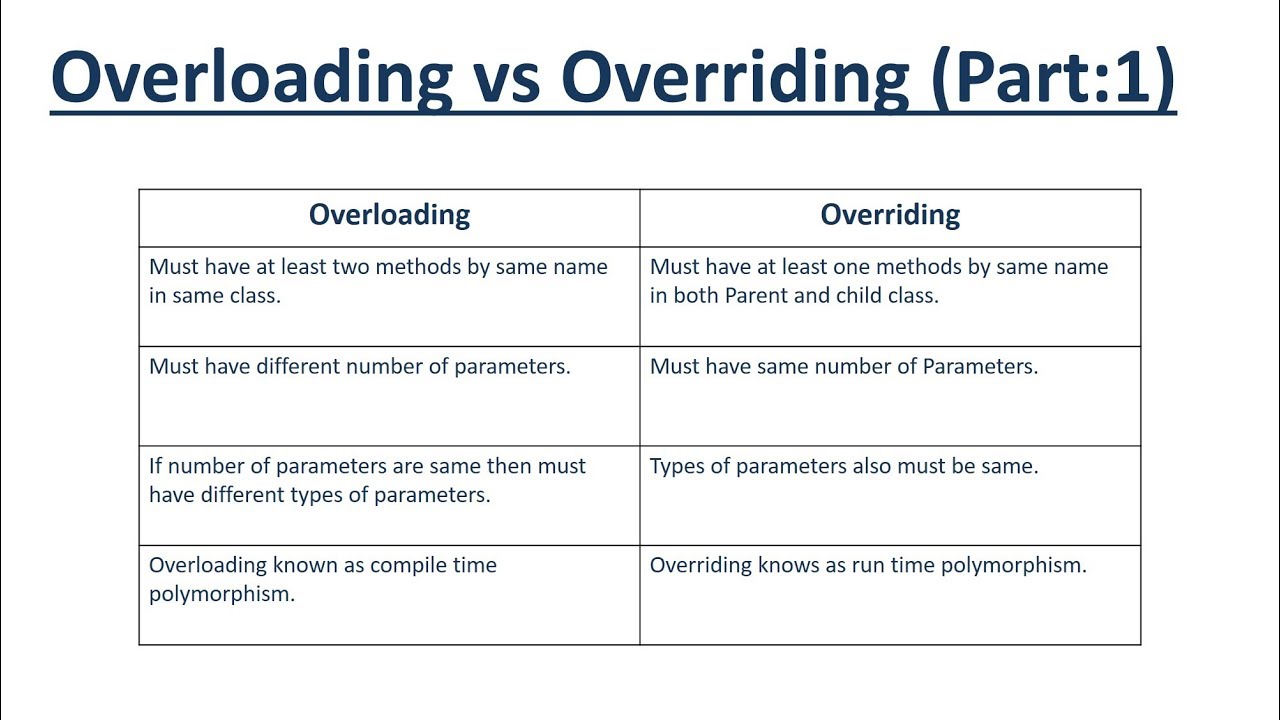 Overloading vs Overriding (Part:1)
Overloading
Overriding
Must have at least two methods by same name
in same class.
Must have at least one methods by same name
in both Parent and child class.
Must have different number of parameters.
Must have same number of Parameters.
If number of parameters are same then must
have different types of parameters.
Types of parameters also must be same.
Overloading known as compile time
polymorphism.
Overriding knows as run time polymorphism.